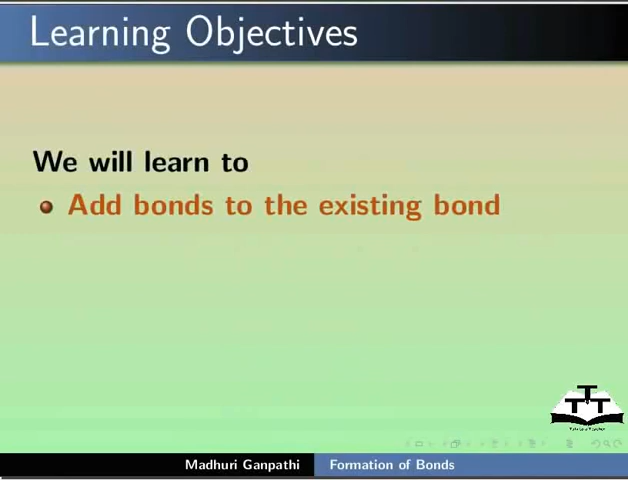 Learning Objectives
We will learn to
Add bonds to the existing bond
T
T T
Madhuri Ganpathi
Formation of Bonds